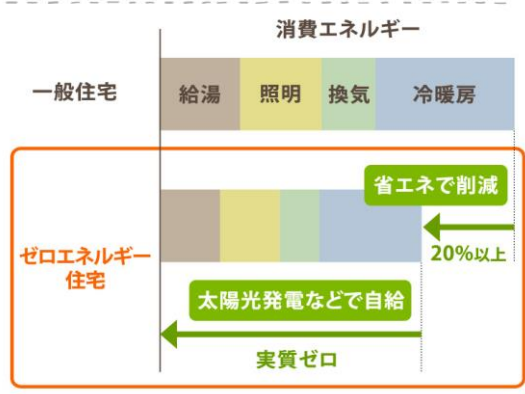 消費エネルギー
一般住宅
給湯 照明 換気 冷暖房
省エネで削減
20%以上
ゼロエネルギー
住宅
太陽光発電などで自給
実質ゼロ